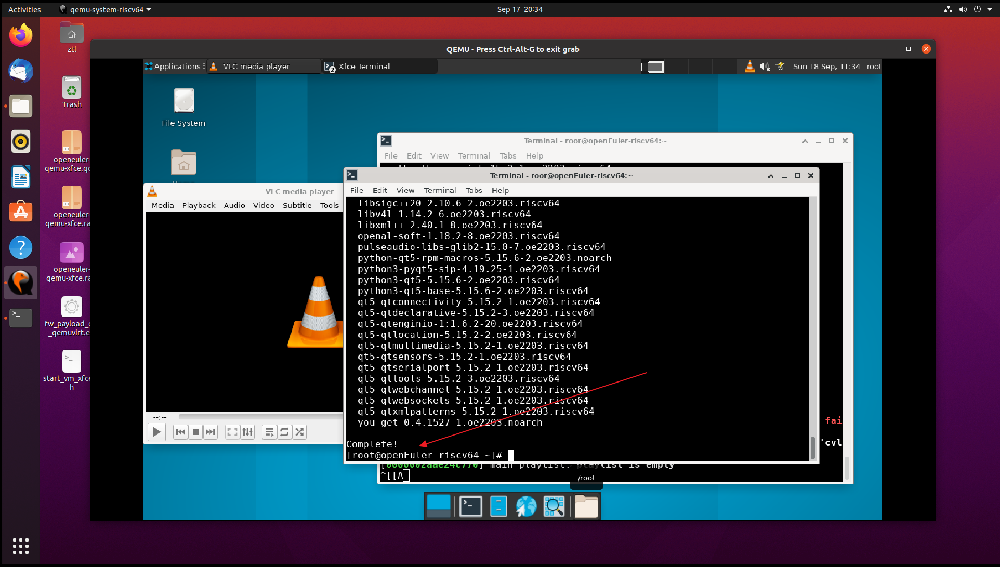 Activities
qemu-system-riscv64
Sep 17 20:34
ztl
Trash
openeuler-
qemu-xfce.qc
openeuler-
qemu-xfce.ra
openeuler-
qemu-xfce.ra
fw_payload_o
_qemuvirt.e
start_vm_xfce
h
QEMU - Press Ctrl-Alt-G to exit grab
Applications
VLC media player
2
Xfce Terminal
Sun 18 Sep, 11:34
root
File System
Terminal - root@openEuler-riscv64:~
File Edit View Terminal Tabs Help
VLC media player
Media Playback Audio Video Subtitle Tools
--:--
Terminal - root@openEuler-riscv64:~
File Edit View Terminal Tabs Help
libsigc++20-2.10.6-2.oe2203.riscv64
libv4l-1.14.2-6.oe2203.riscv64
libxml++-2.40.1-8.oe2203.riscv64
openal-soft-1.18.2-8.oe2203.riscv64
pulseaudio-libs-glib2-15.0-7.oe2203.riscv64
python-qt5-rpm-macros-5.15.6-2.oe2203.noarch
python3-pyqt5-sip-4.19.25-1.oe2203.riscv64
python3-qt5-5.15.6-2.oe2203.riscv64
python3-qt5-base-5.15.6-2.oe2203.riscv64
qt5-qtconnectivity-5.15.2-1.oe2203.riscv64
qt5-qtdeclarative-5.15.2-3.oe2203.riscv64
qt5-qtenginio-1:1.6.2-20.oe2203.riscv64
qt5-qtlocation-5.15.2-2.oe2203.riscv64
qt5-qtmultimedia-5.15.2-1.oe2203.riscv64
qt5-qtsensors-5.15.2-1.oe2203.riscv64
qt5-qtserialport-5.15.2-1.oe2203.riscv64
qt5-qttools-5.15.2-3.oe2203.riscv64
qt5-qtwebchannel-5.15.2-1.oe2203.riscv64
qt5-qtwebsockets-5.15.2-1.oe2203.riscv64
qt5-qtxmlpatterns-5.15.2-1.oe2203.riscv64
you-get-0.4.1527-1.oe2203.noarch
Complete!
[root@openEuler-riscv64 ~]#
fai
'cvl
main playlist: playlist is empty
^[[A
/root